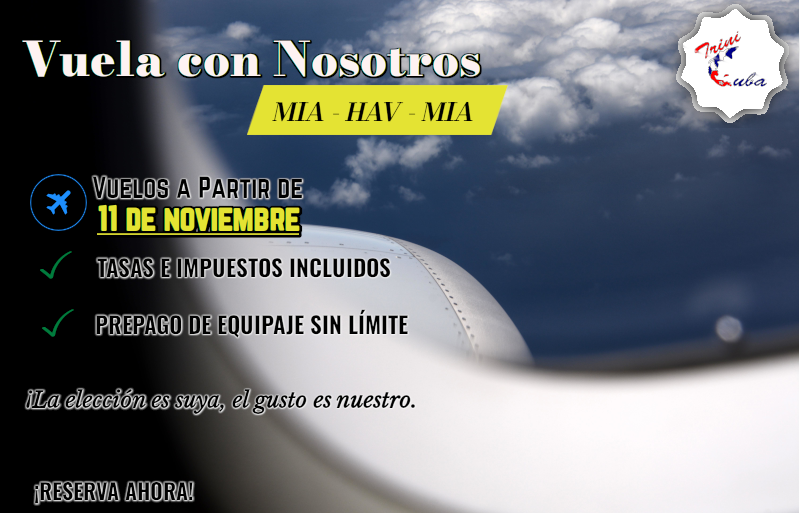 Vuela con Nosotros
Trini
Cuba
MIA - HAV - MIA
Vuelos a Partir de
11 DE NOVIEMBRE
TASAS E IMPUESTOS INCLUIDOS
PREPAGO DE EQUIPAJE SIN LÍMITE
¡La elección es suya, el gusto es nuestro.
¡RESERVA AHORA!